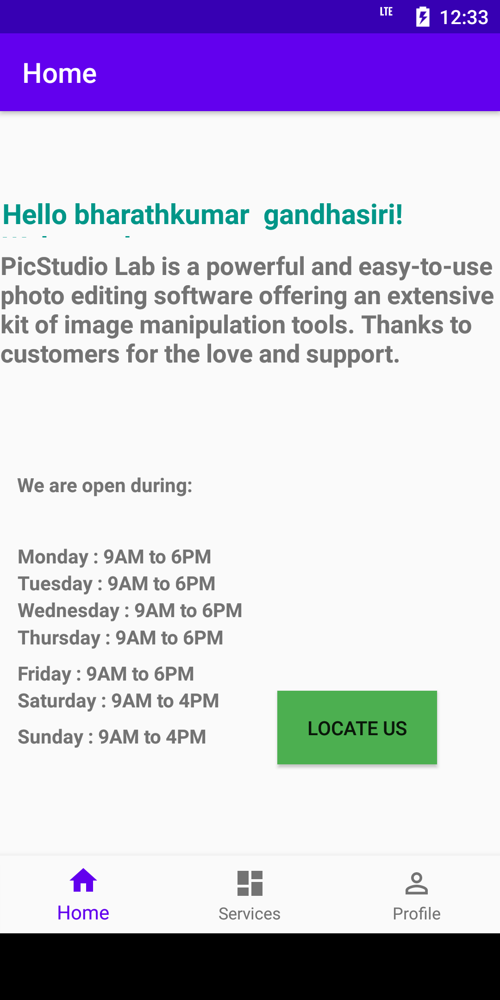 LTE 12:33
Home
Hello bharathkumar  gandhasiri!
PicStudio Lab is a powerful and easy-to-use
photo editing software offering an extensive
kit of image manipulation tools. Thanks to
customers for the love and support.
We are open during:
Monday : 9AM to 6PM
Tuesday : 9AM to 6PM
Wednesday : 9AM to 6PM
Thursday : 9AM to 6PM
Friday : 9AM to 6PM
Saturday : 9AM to 4PM
Sunday : 9AM to 4PM
LOCATE US
Home Services Profile